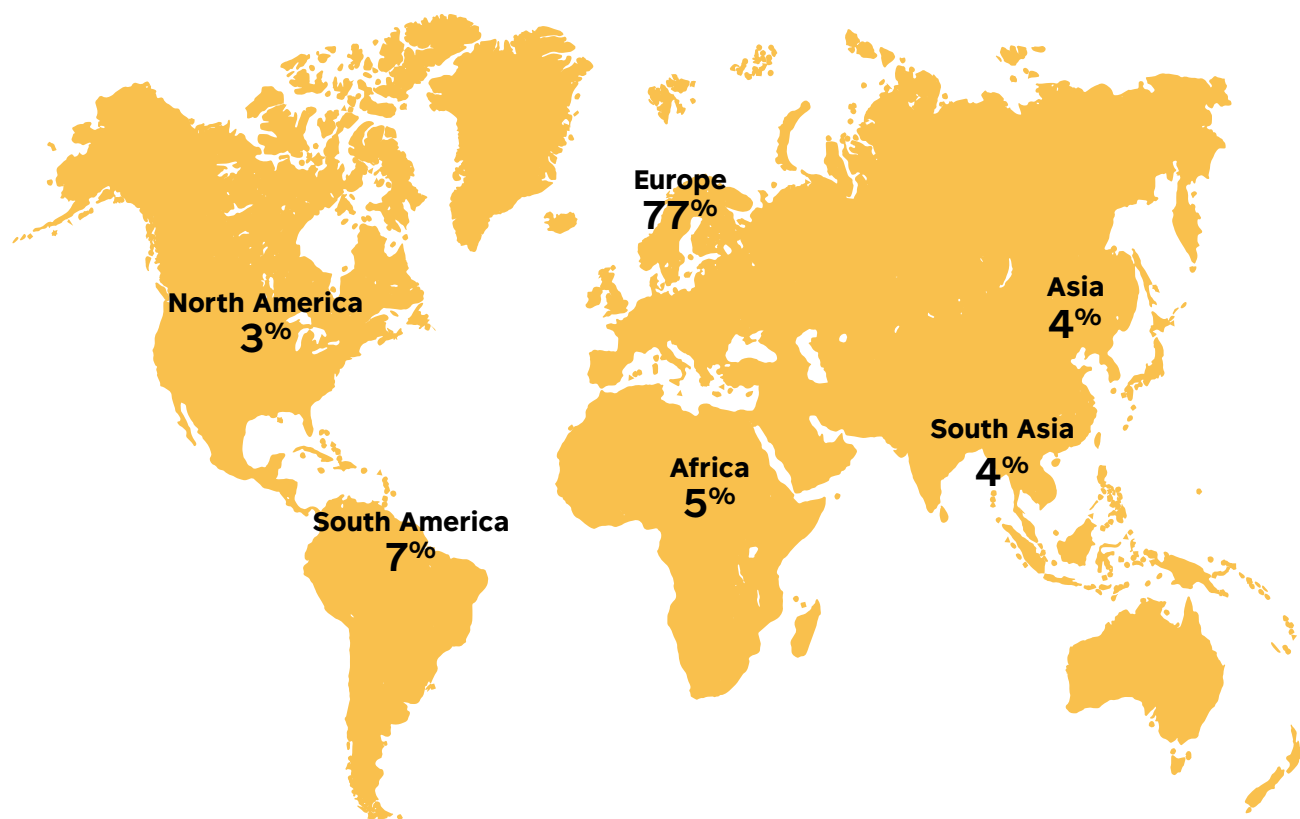 Europe
77%
North America
3%
Asia
4%
South Asia
4%
Africa
5%
South America
7%